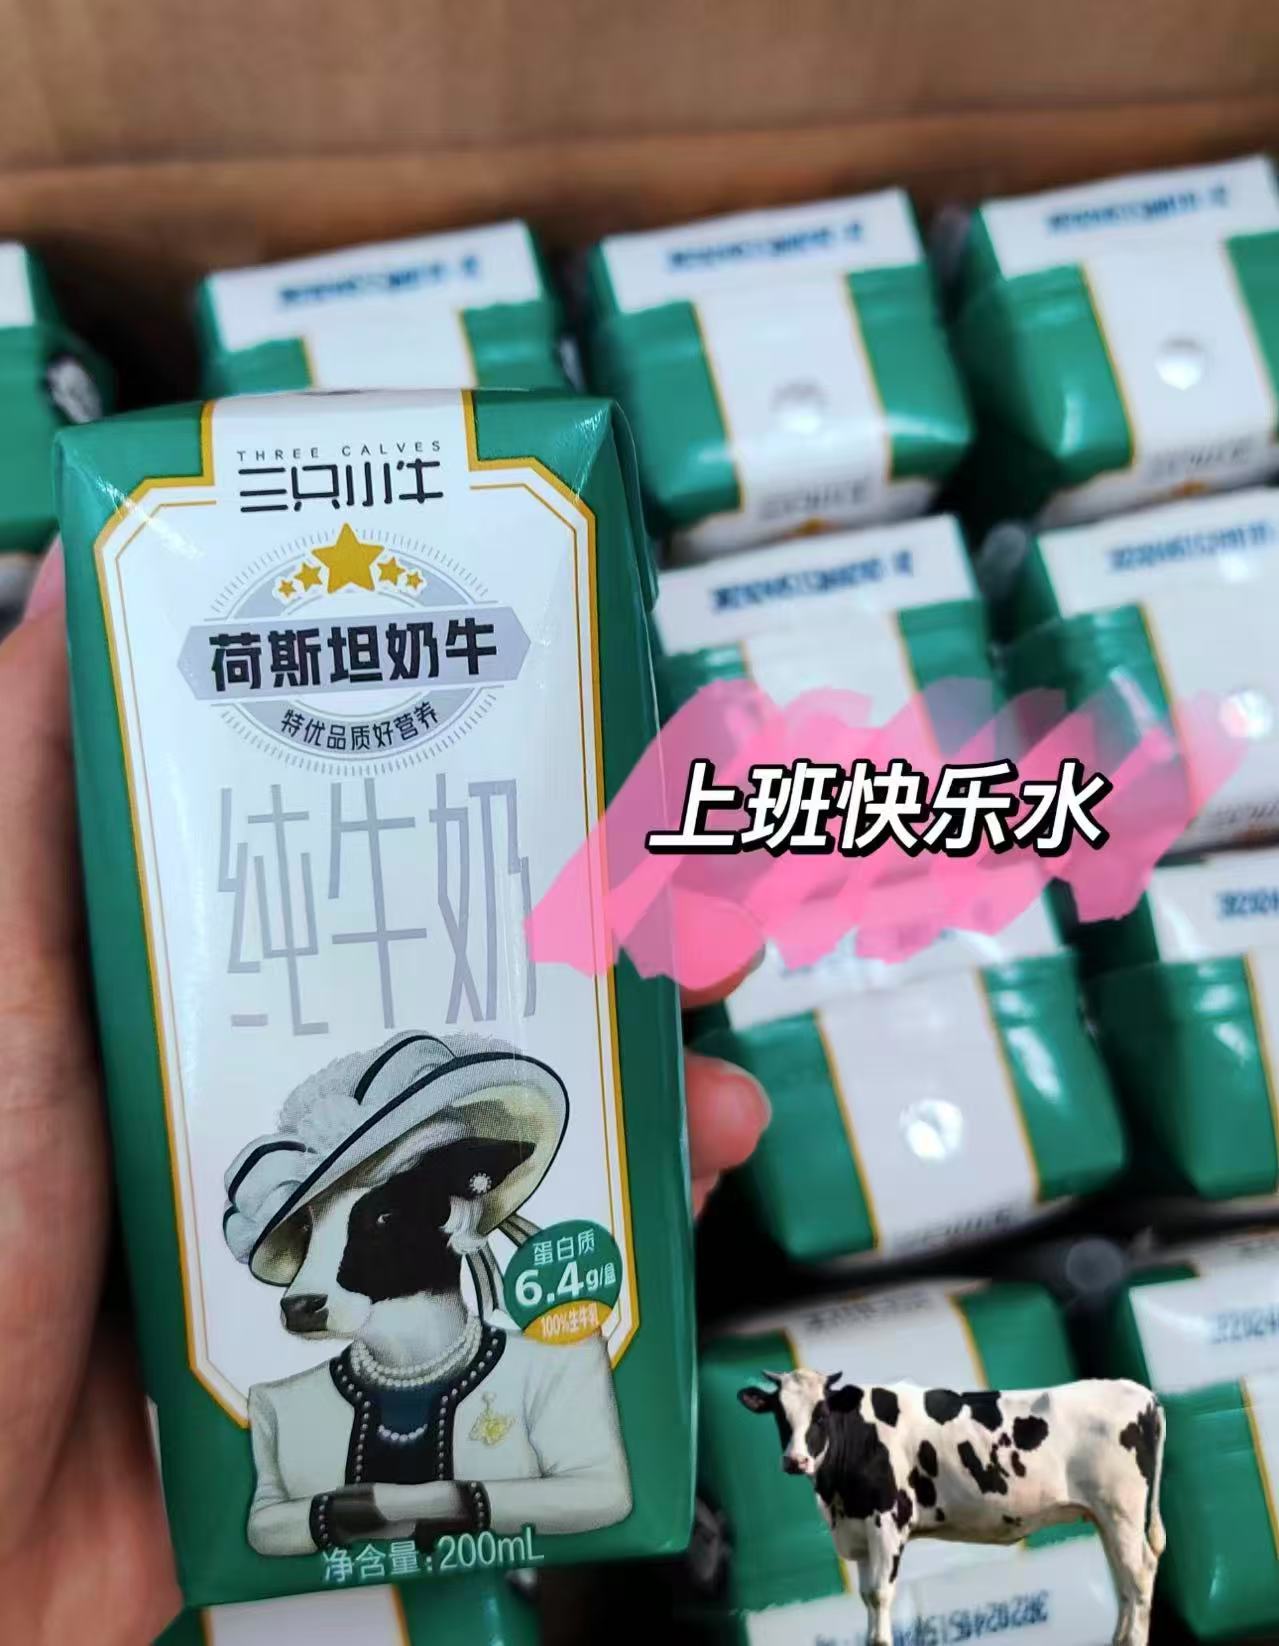 THREE CALVES
三只小牛
荷斯坦奶牛
特优品质好营养
纯牛奶
上班快乐水
蛋白质
6.4g/盒
100%生牛乳
净含量:200mL